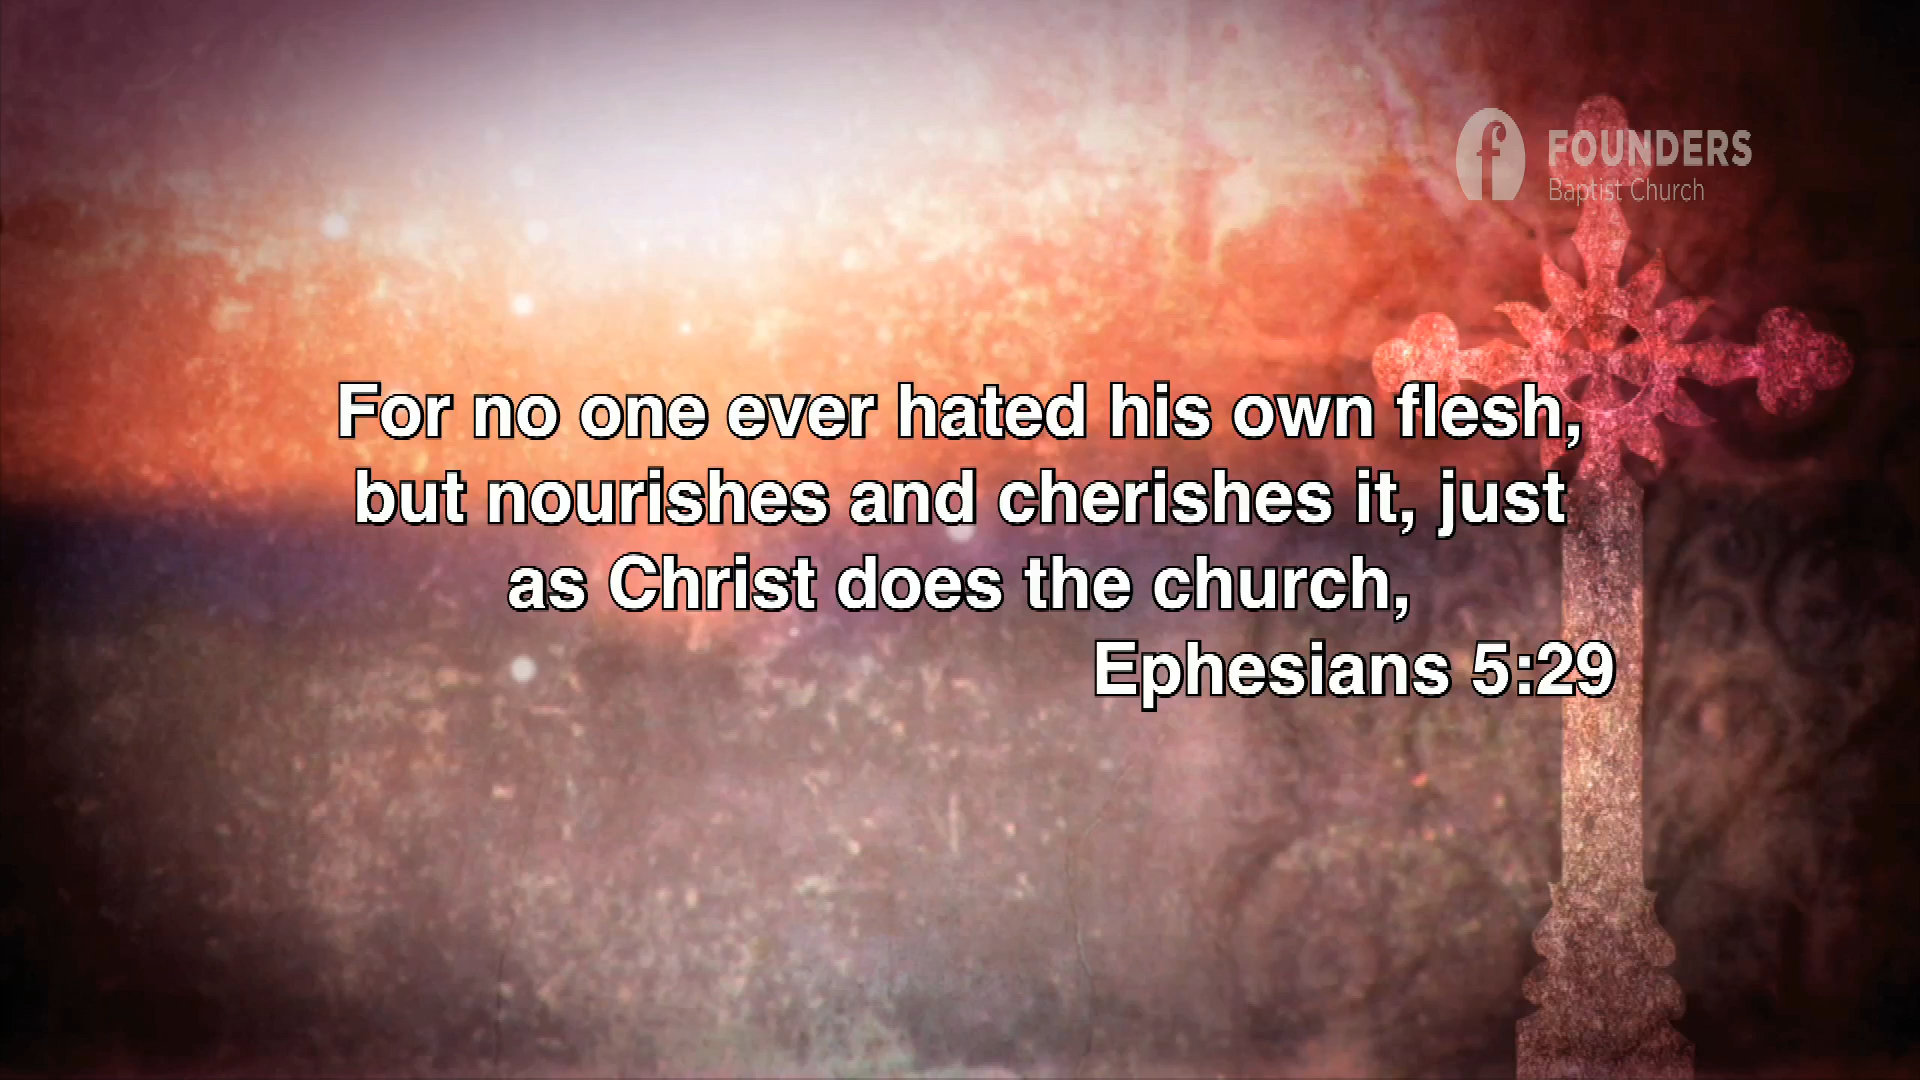 f FOUNDERS
Baptist Church
For no one ever hated his own flesh,
but nourishes and cherishes it, just
as Christ does the church,
Ephesians 5:29